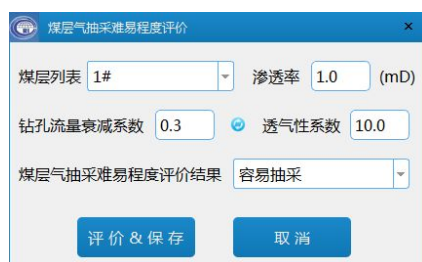 煤层气抽采难易程度评价 ×
煤层列表 1# 渗透率 1.0 (mD)
钻孔流量衰减系数 0.3 透气性系数 10.0
煤层气抽采难易程度评价结果 容易抽采
评价&保存 取消